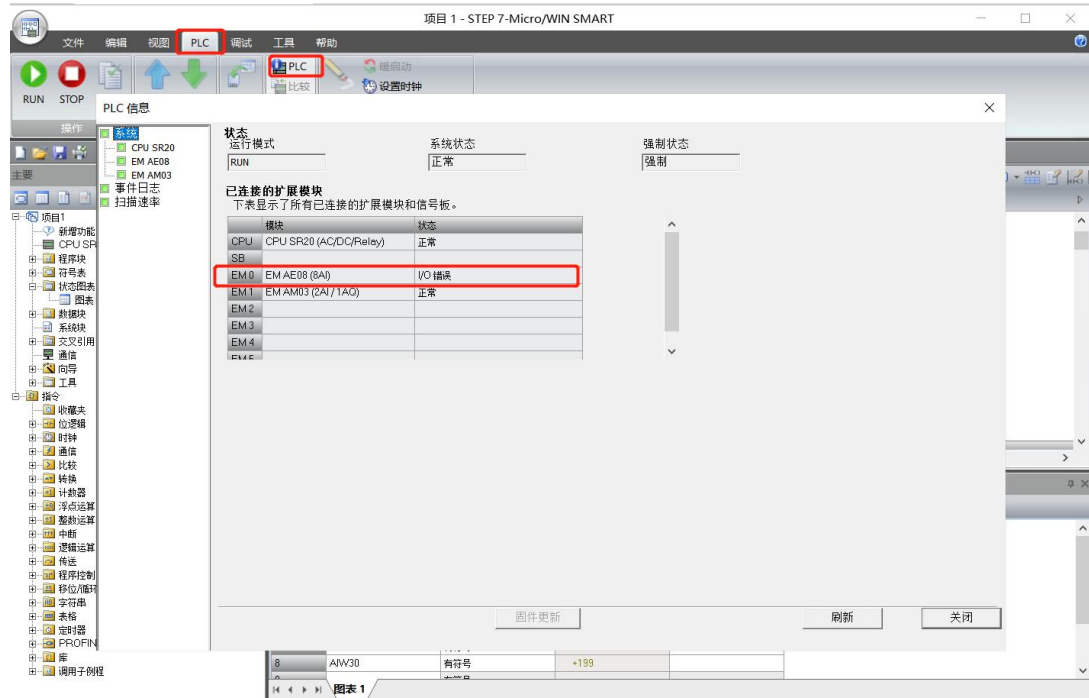 项目 1 - STEP 7-Micro/WIN SMART
文件 编辑 视图 PLC 调试 工具 帮助
PLC 暖启动
RUN STOP 比较 设置时钟
操作
PLC 信息
系统
CPU SR20
EM AE08
EM AM03
事件日志
扫描速率
状态
运行模式 系统状态 强制状态
RUN 正常 强制
已连接的扩展模块
下表显示了所有已连接的扩展模块和信号板。
模块 状态
CPU CPU SR20 (AC/DC/Relay) 正常
SB
EM 0 EM AE08 (8AI) I/O 错误
EM 1 EM AM03 (2AI / 1AQ) 正常
EM 2
EM 3
EM 4
EM 5
固件更新 刷新 关闭
主要
项目1
新增功能
CPU SR
程序块
符号表
状态图表
图表
数据块
系统块
交叉引用
通信
向导
工具
指令
收藏夹
位逻辑
时钟
通信
比较
转换
计数器
浮点运算
整数运算
中断
逻辑运算
传送
程序控制
移位/循环
字符串
表格
定时器
PROFIN
库
调用子例程
8 AIW30 有符号 +199
图表 1